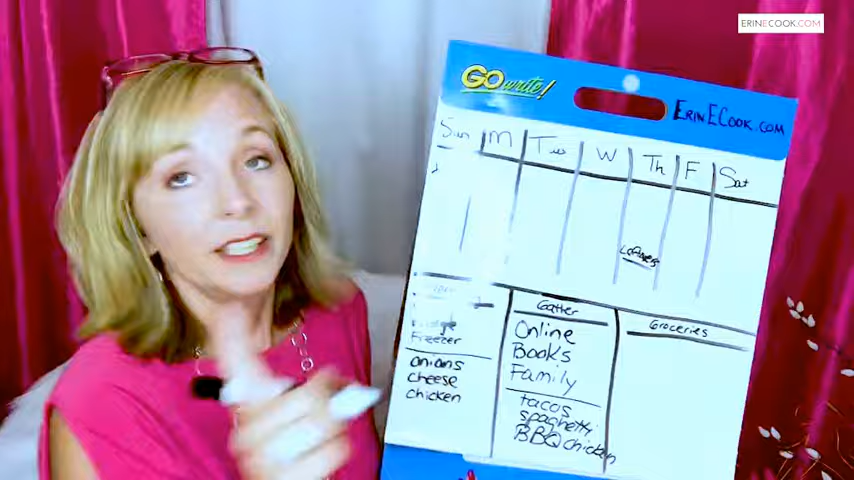 ERINECOOK.COM
GO write!
ErinECook.com
Sun M Tue W Th F Sat
Leftovers
Freezer
onions
cheese
chicken
Gather
Online
Books
Family
tacos
spaghetti
BBQ chicken
Groceries